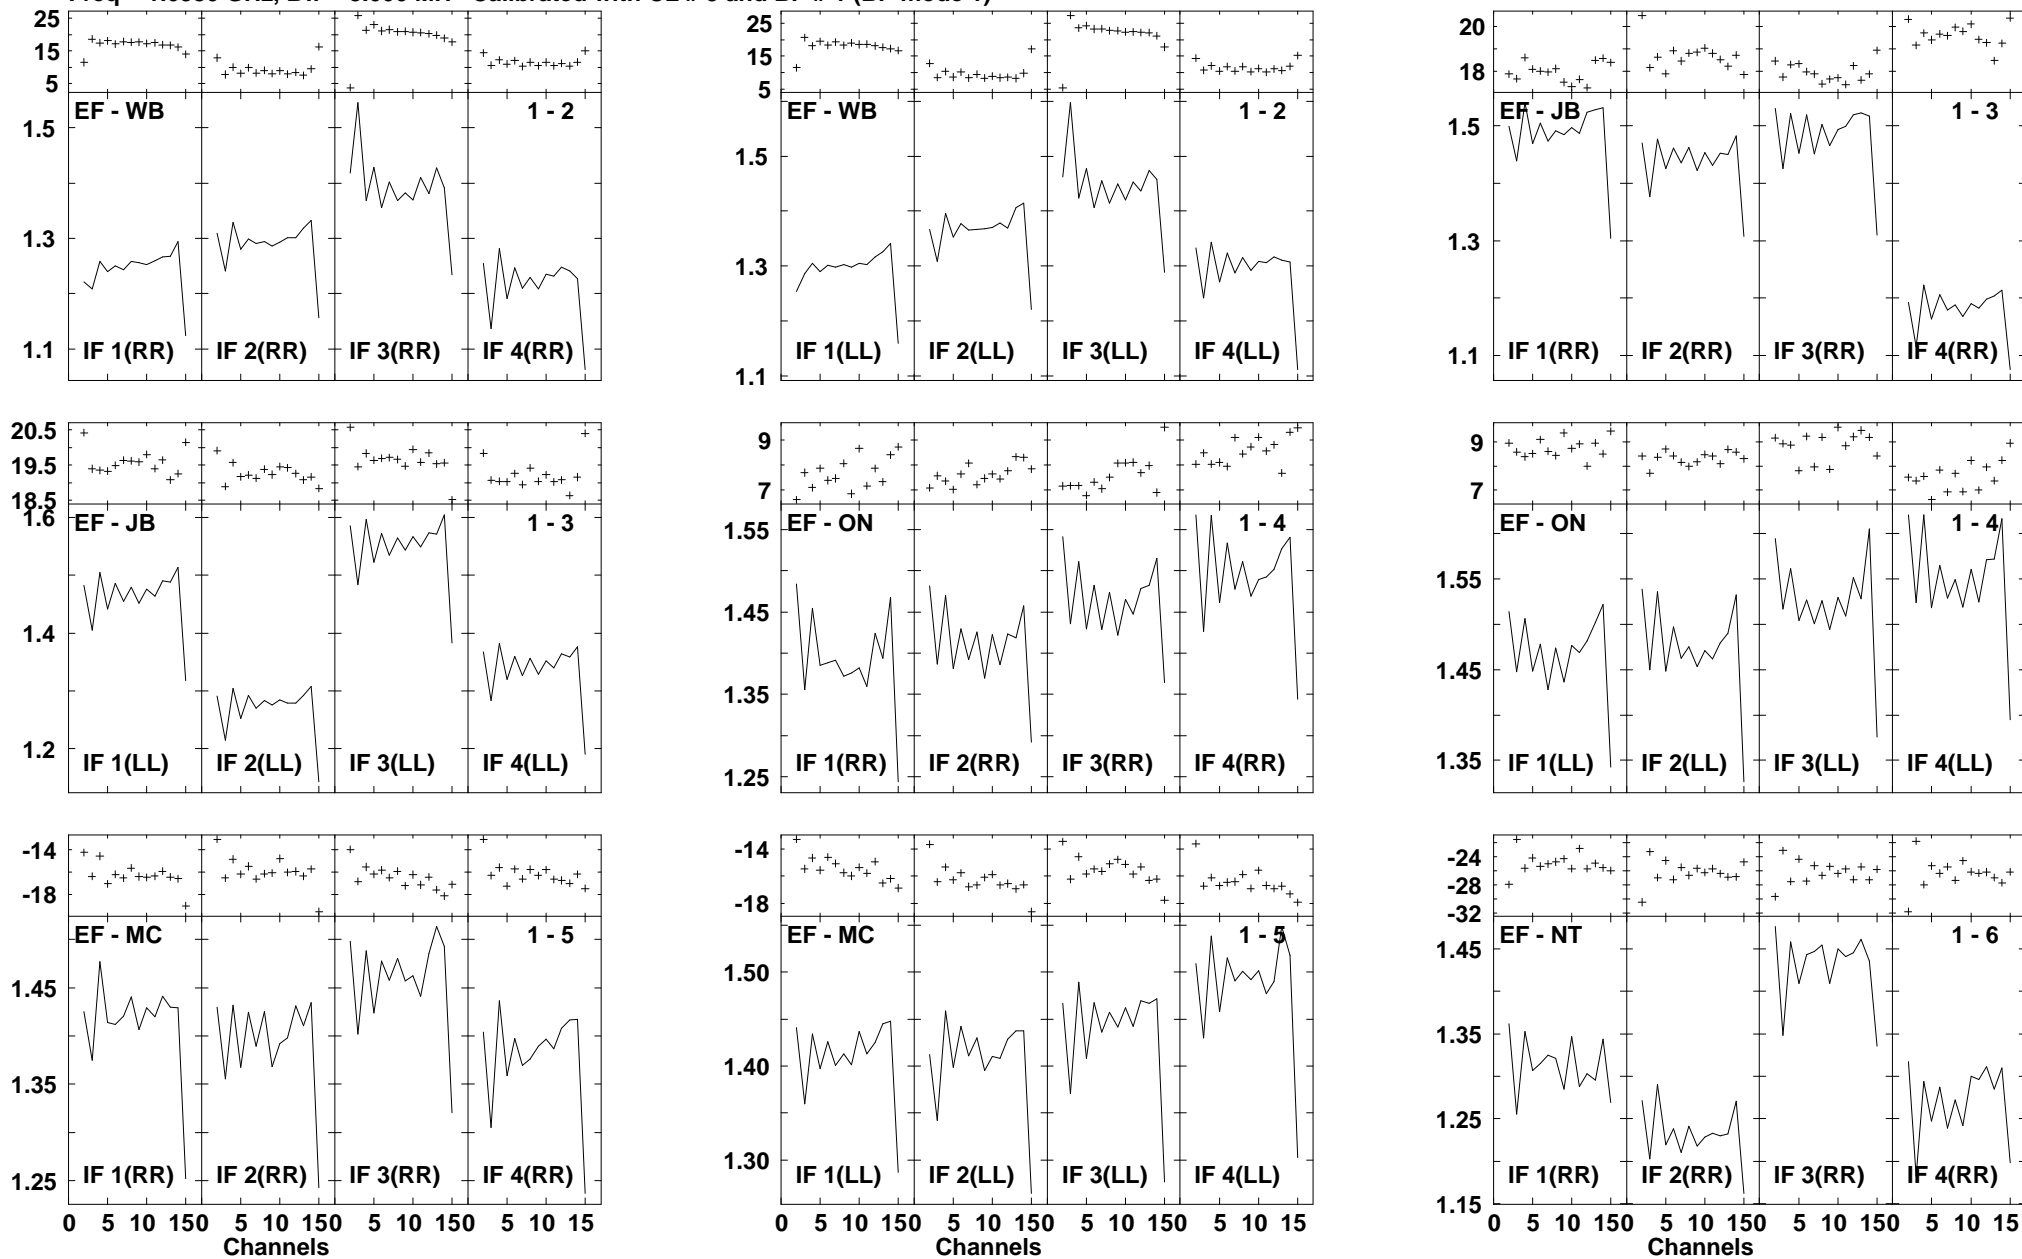 25
15
5
EF - WB 1 - 2
1.5
1.3
1.1
IF 1(RR) IF 2(RR) IF 3(RR) IF 4(RR)
25
15
5
EF - WB 1 - 2
1.5
1.3
1.1
IF 1(LL) IF 2(LL) IF 3(LL) IF 4(LL)
20
18
EF - JB 1 - 3
1.5
1.3
1.1
IF 1(RR) IF 2(RR) IF 3(RR) IF 4(RR)
20.5
19.5
18.5
1.6
EF - JB 1 - 3
1.4
1.2
IF 1(LL) IF 2(LL) IF 3(LL) IF 4(LL)
9
7
EF - ON 1 - 4
1.55
1.45
1.35
1.25
IF 1(RR) IF 2(RR) IF 3(RR) IF 4(RR)
9
7
EF - ON 1 - 4
1.55
1.45
1.35
IF 1(LL) IF 2(LL) IF 3(LL) IF 4(LL)
-14
-18
EF - MC 1 - 5
1.45
1.35
1.25
IF 1(RR) IF 2(RR) IF 3(RR) IF 4(RR)
0 5 10 150 5 10 150 5 10 150 5 10 15
Channels
-14
-18
EF - MC 1 - 5
1.50
1.40
1.30
IF 1(LL) IF 2(LL) IF 3(LL) IF 4(LL)
0 5 10 150 5 10 150 5 10 150 5 10 15
Channels
-24
-28
-32
EF - NT 1 - 6
1.45
1.35
1.25
1.15
IF 1(RR) IF 2(RR) IF 3(RR) IF 4(RR)
0 5 10 150 5 10 150 5 10 150 5 10 15
Channels